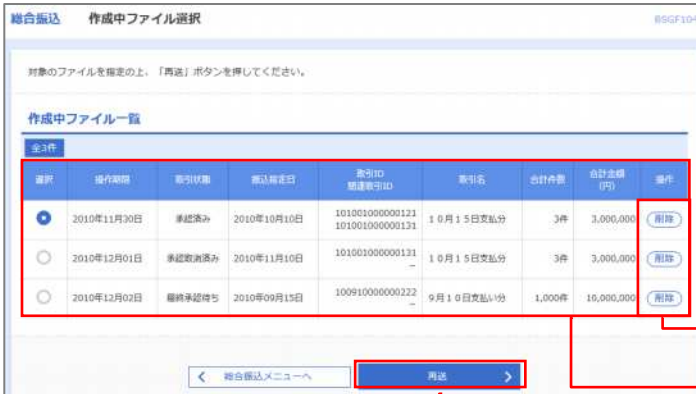 総合振込 作成中ファイル選択 BSGF104
対象のファイルを指定の上、「再送」ボタンを押してください。
作成中ファイル一覧
全3件
選択 操作期限 取引状態 振込指定日 取引ID 関連取引ID 取引名 合計件数 合計金額(円) 操作
2010年11月30日 承認済み 2010年10月10日 101001000000121 101001000000131 10月15日支払分 3件 3,000,000 削除
2010年12月01日 承認取消済み 2010年11月10日 101001000000131 – 10月15日支払分 3件 3,000,000 削除
2010年12月02日 最終承認待ち 2010年09月15日 100910000000222 – 9月10日支払い分 1,000件 10,000,000 削除
総合振込メニューへ 再送